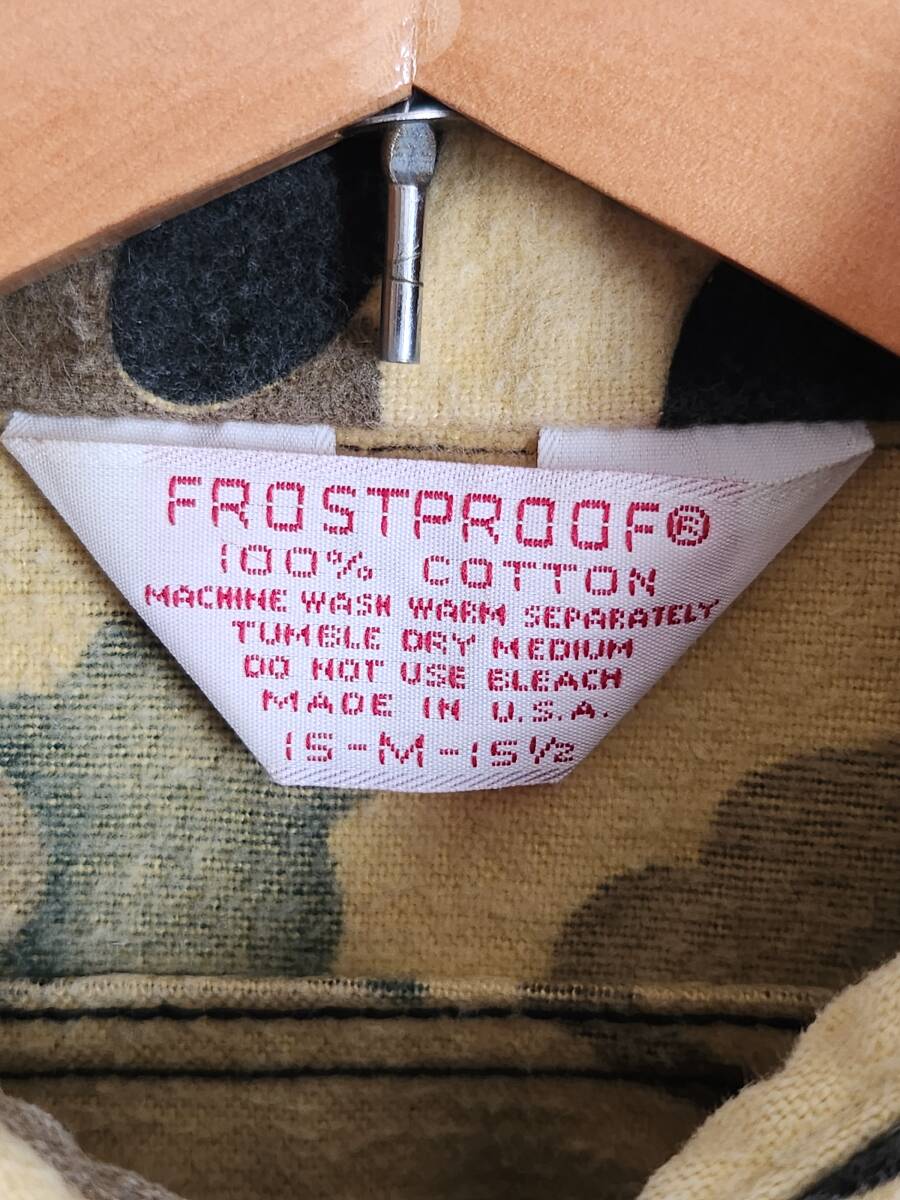 FROSTPROOF®
100% COTTON
MACHINE WASH WARM SEPARATELY
TUMBLE DRY MEDIUM
DO NOT USE BLEACH
MADE IN U.S.A.
15-M-15½